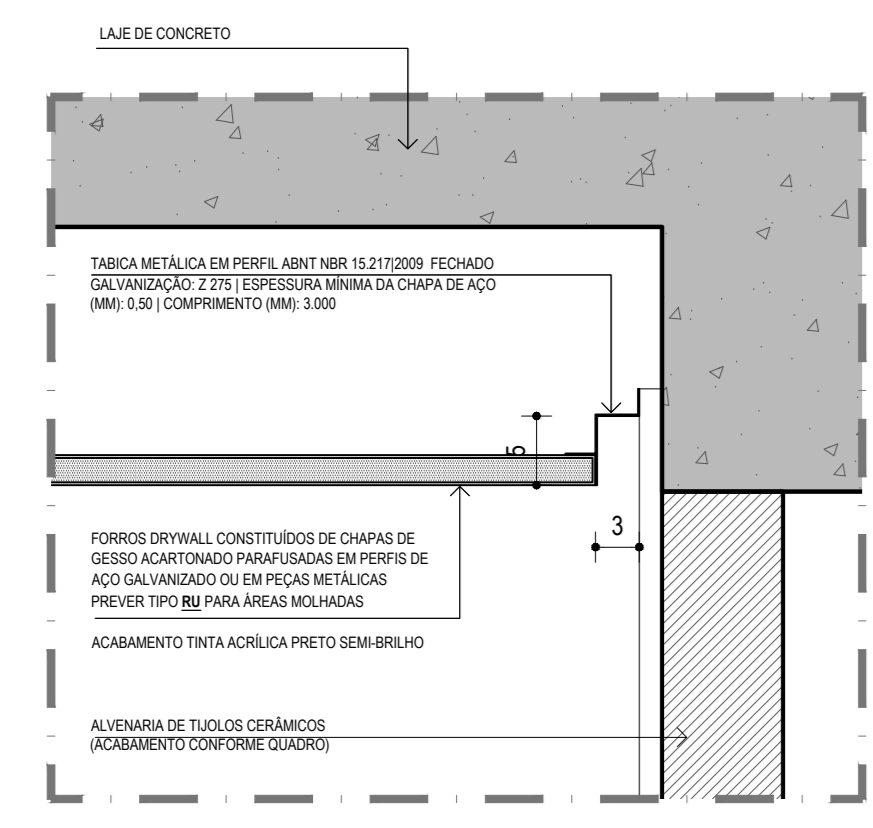 LAJE DE CONCRETO
TABICA METÁLICA EM PERFIL ABNT NBR 15.217|2009 FECHADO
GALVANIZAÇÃO: Z 275 | ESPESSURA MÍNIMA DA CHAPA DE AÇO
(MM): 0,50 | COMPRIMENTO (MM): 3.000
5
3
FORROS DRYWALL CONSTITUÍDOS DE CHAPAS DE
GESSO ACARTONADO PARAFUSADAS EM PERFIS DE
AÇO GALVANIZADO OU EM PEÇAS METÁLICAS
PREVER TIPO RU PARA ÁREAS MOLHADAS
ACABAMENTO TINTA ACRÍLICA PRETO SEMI-BRILHO
ALVENARIA DE TIJOLOS CERÂMICOS
(ACABAMENTO CONFORME QUADRO)